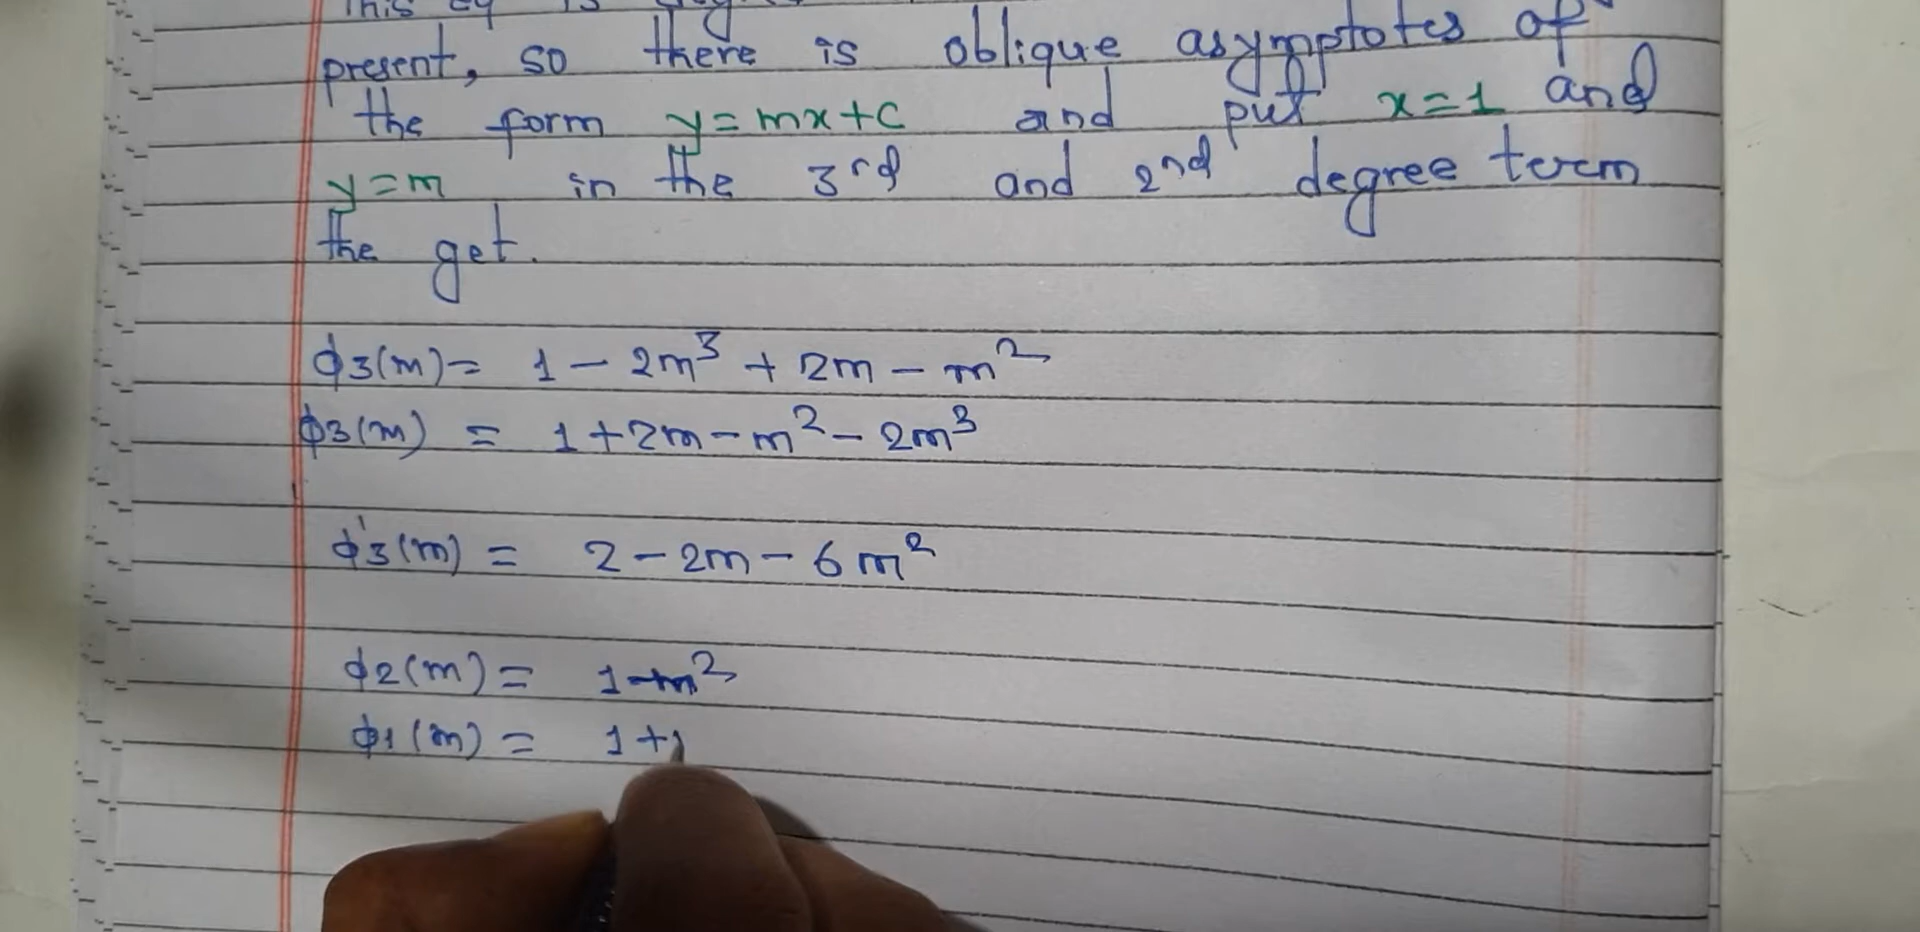 present, so there is oblique asymptotes of
the form y=mx+c and put x=1 and
y=m in the 3rd and 2nd degree term
the get.
ϕ3(m)= 1 - 2m³ + 2m - m²
ϕ3(m) = 1+2m-m²-2m³
ϕ'3(m) = 2-2m-6m²
ϕ2(m) = 1-m²
ϕ1(m) = 1+